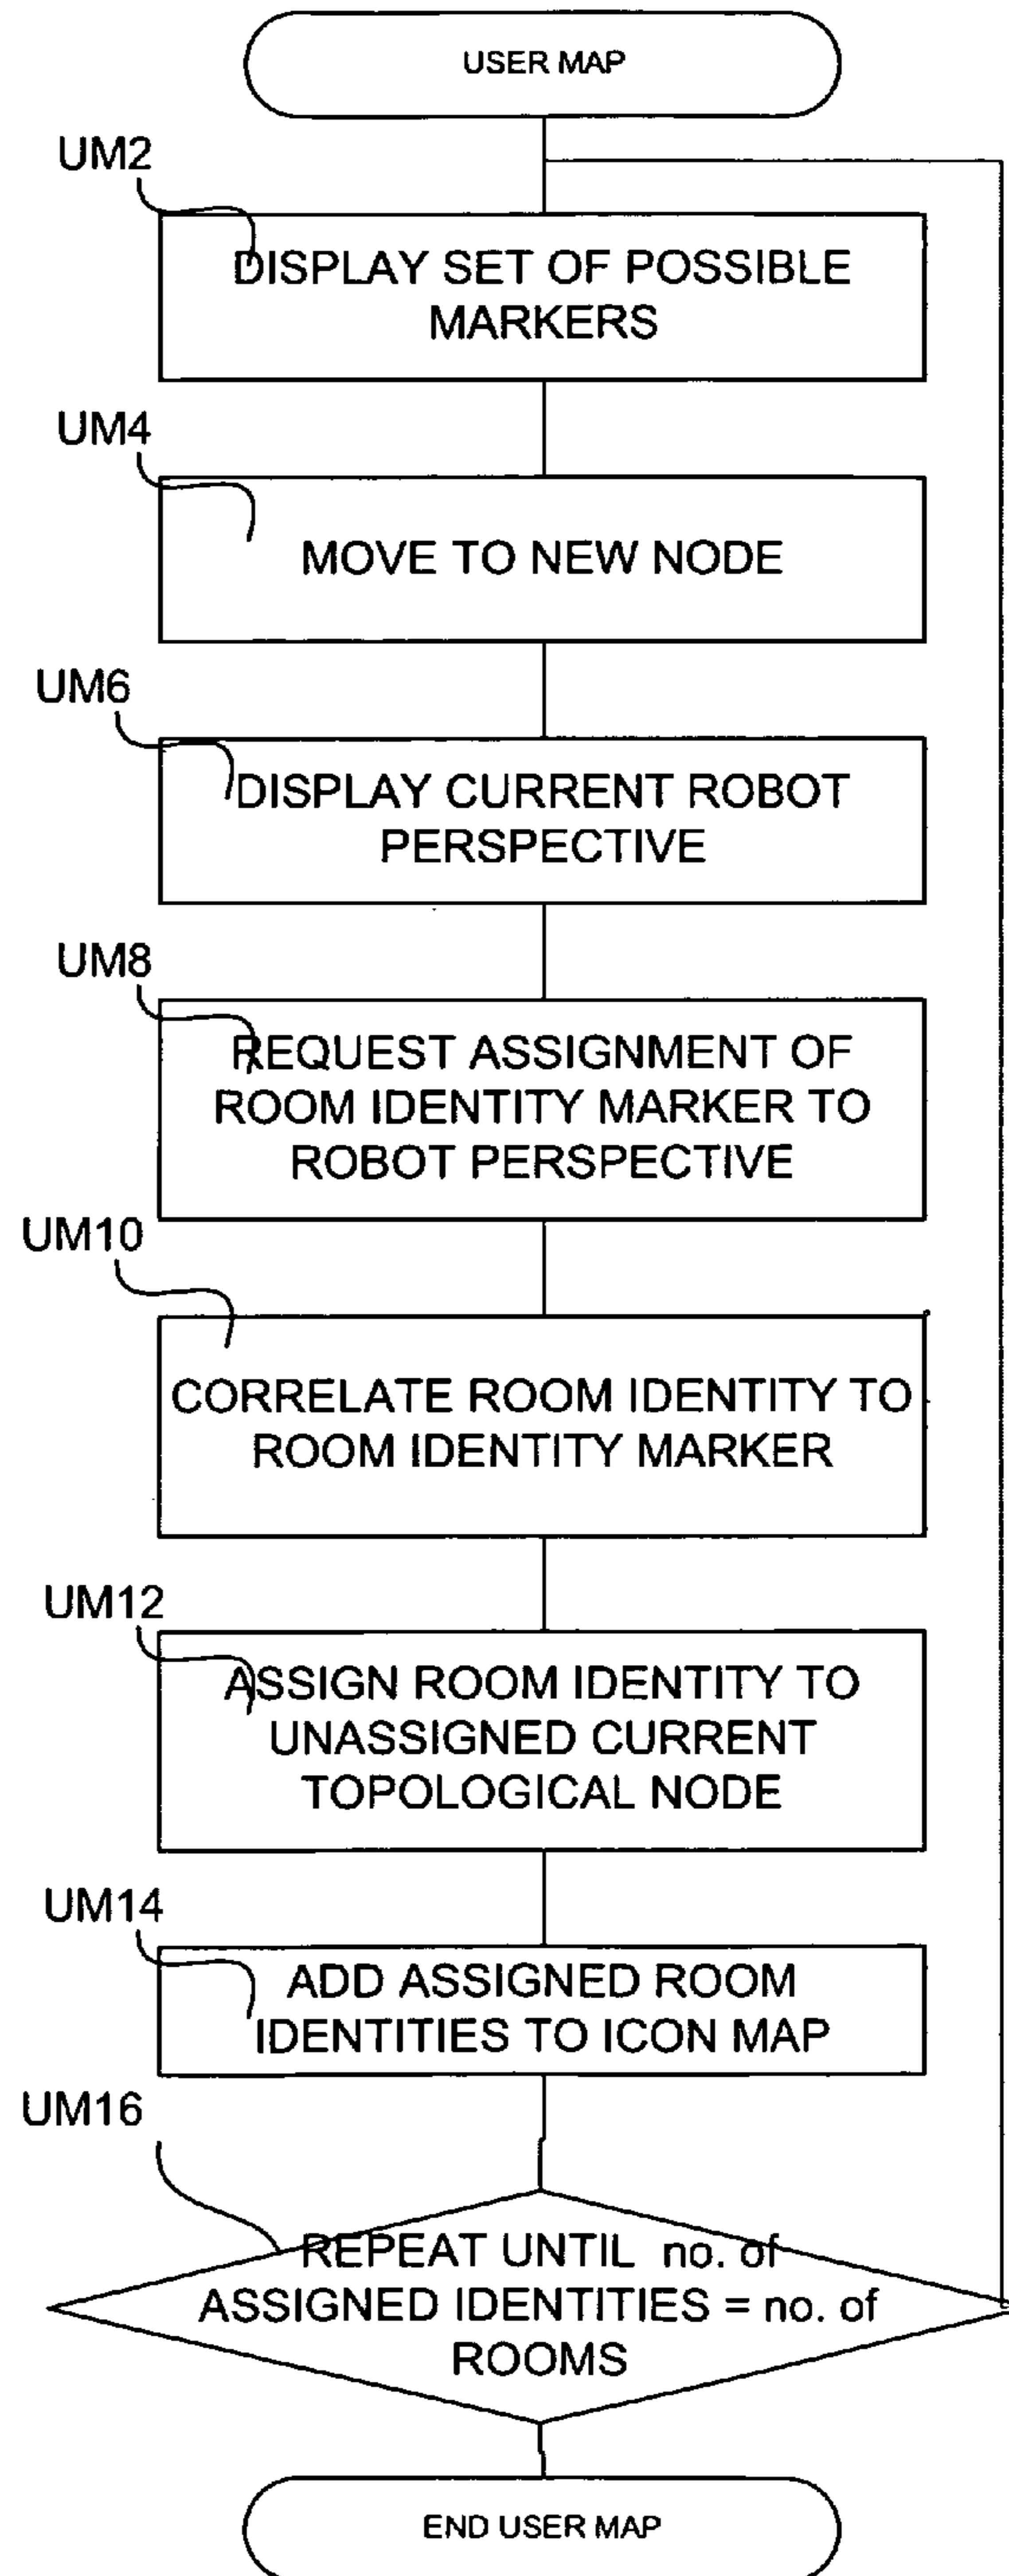 USER MAP
UM2
DISPLAY SET OF POSSIBLE
MARKERS
UM4
MOVE TO NEW NODE
UM6
DISPLAY CURRENT ROBOT
PERSPECTIVE
UM8
REQUEST ASSIGNMENT OF
ROOM IDENTITY MARKER TO
ROBOT PERSPECTIVE
UM10
CORRELATE ROOM IDENTITY TO
ROOM IDENTITY MARKER
UM12
ASSIGN ROOM IDENTITY TO
UNASSIGNED CURRENT
TOPOLOGICAL NODE
UM14
ADD ASSIGNED ROOM
IDENTITIES TO ICON MAP
UM16
REPEAT UNTIL no. of
ASSIGNED IDENTITIES = no. of
ROOMS
END USER MAP